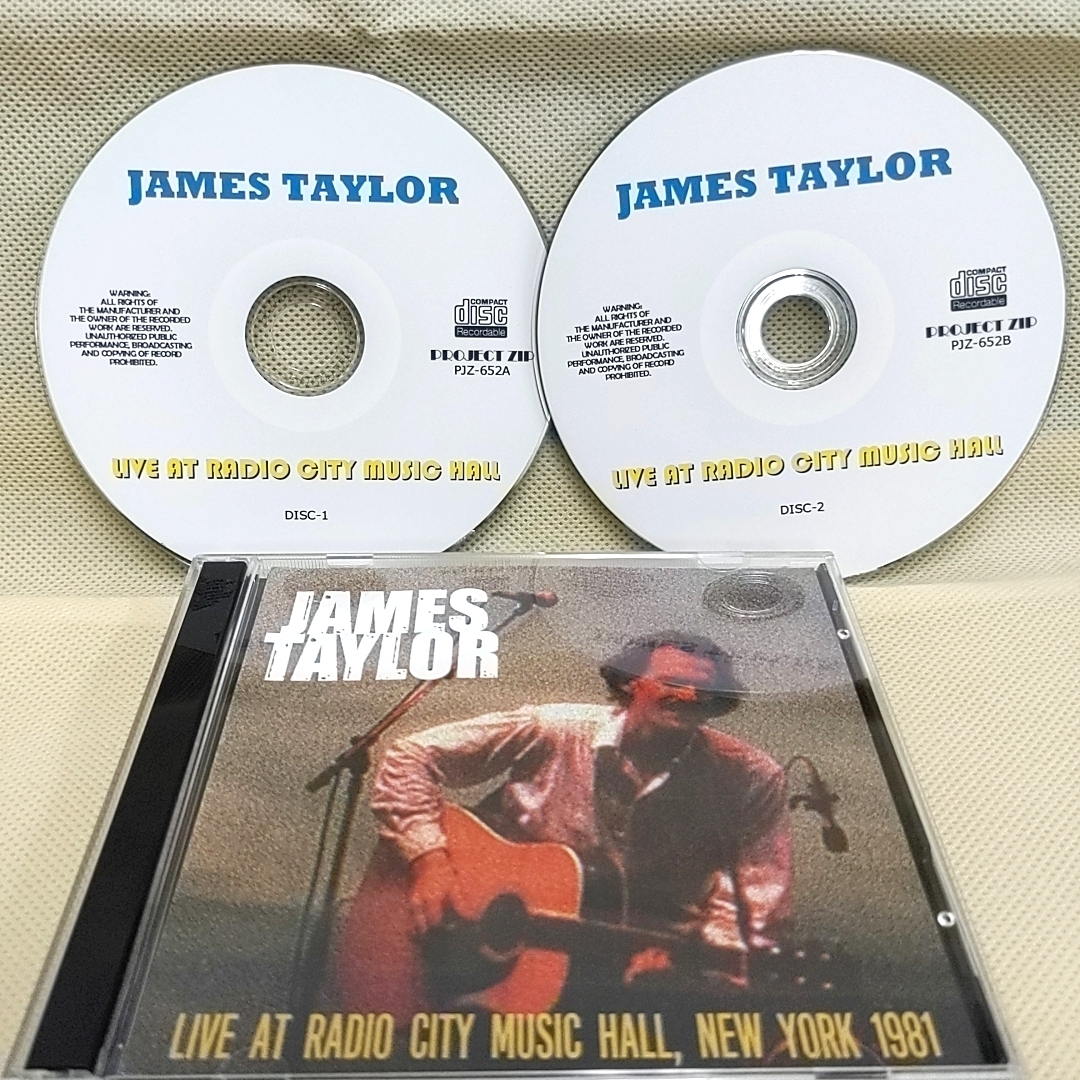 JAMES TAYLOR
WARNING:
ALL RIGHTS OF
THE MANUFACTURER AND
THE OWNER OF THE RECORDED
WORK ARE RESERVED.
UNAUTHORIZED PUBLIC
PERFORMANCE, BROADCASTING
AND COPYING OF RECORD
PROHIBITED.
COMPACT
disc
Recordable
PROJECT ZIP
PJZ-652A
LIVE AT RADIO CITY MUSIC HALL
DISC-1
JAMES TAYLOR
WARNING:
ALL RIGHTS OF
THE MANUFACTURER AND
THE OWNER OF THE RECORDED
WORK ARE RESERVED.
UNAUTHORIZED PUBLIC
PERFORMANCE, BROADCASTING
AND COPYING OF RECORD
PROHIBITED.
COMPACT
disc
Recordable
PROJECT ZIP
PJZ-652B
LIVE AT RADIO CITY MUSIC HALL
DISC-2
JAMES
TAYLOR
LIVE AT RADIO CITY MUSIC HALL, NEW YORK 1981